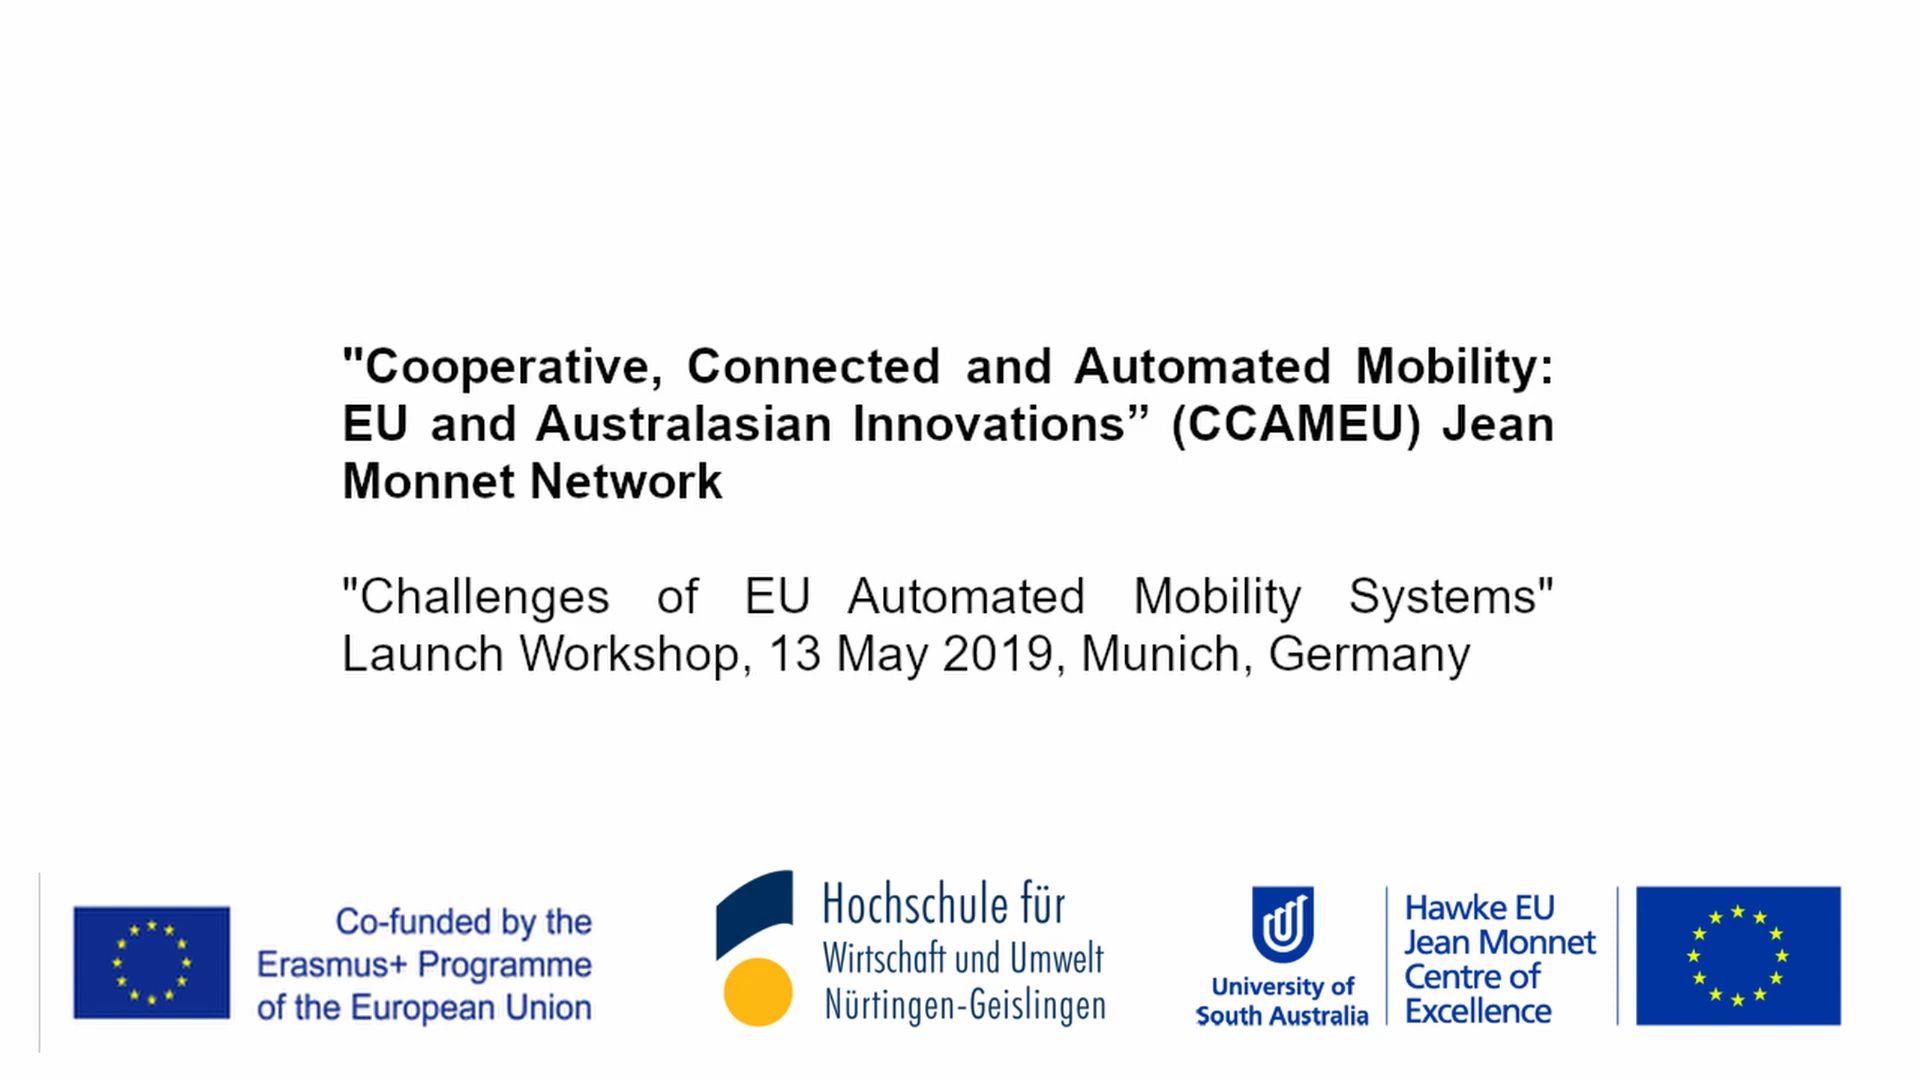 "Cooperative, Connected and Automated Mobility:
EU and Australasian Innovations” (CCAMEU) Jean
Monnet Network
"Challenges of EU Automated Mobility Systems"
Launch Workshop, 13 May 2019, Munich, Germany
Co-funded by the
Erasmus+ Programme
of the European Union
Hochschule für
Wirtschaft und Umwelt
Nürtingen-Geislingen
University of
South Australia
Hawke EU
Jean Monnet
Centre of
Excellence